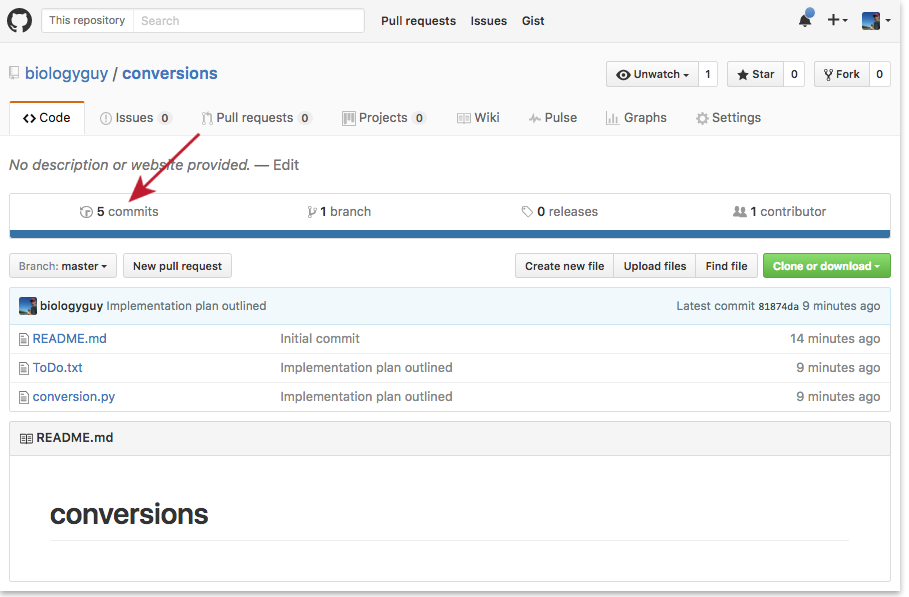 This repository Search Pull requests Issues Gist
biologyguy / conversions Unwatch 1 Star 0 Fork 0
Code Issues 0 Pull requests 0 Projects 0 Wiki Pulse Graphs Settings
No description or website provided. — Edit
5 commits 1 branch 0 releases 1 contributor
Branch: master New pull request Create new file Upload files Find file Clone or download
biologyguy Implementation plan outlined Latest commit 81874da 9 minutes ago
README.md Initial commit 14 minutes ago
ToDo.txt Implementation plan outlined 9 minutes ago
conversion.py Implementation plan outlined 9 minutes ago
README.md
conversions